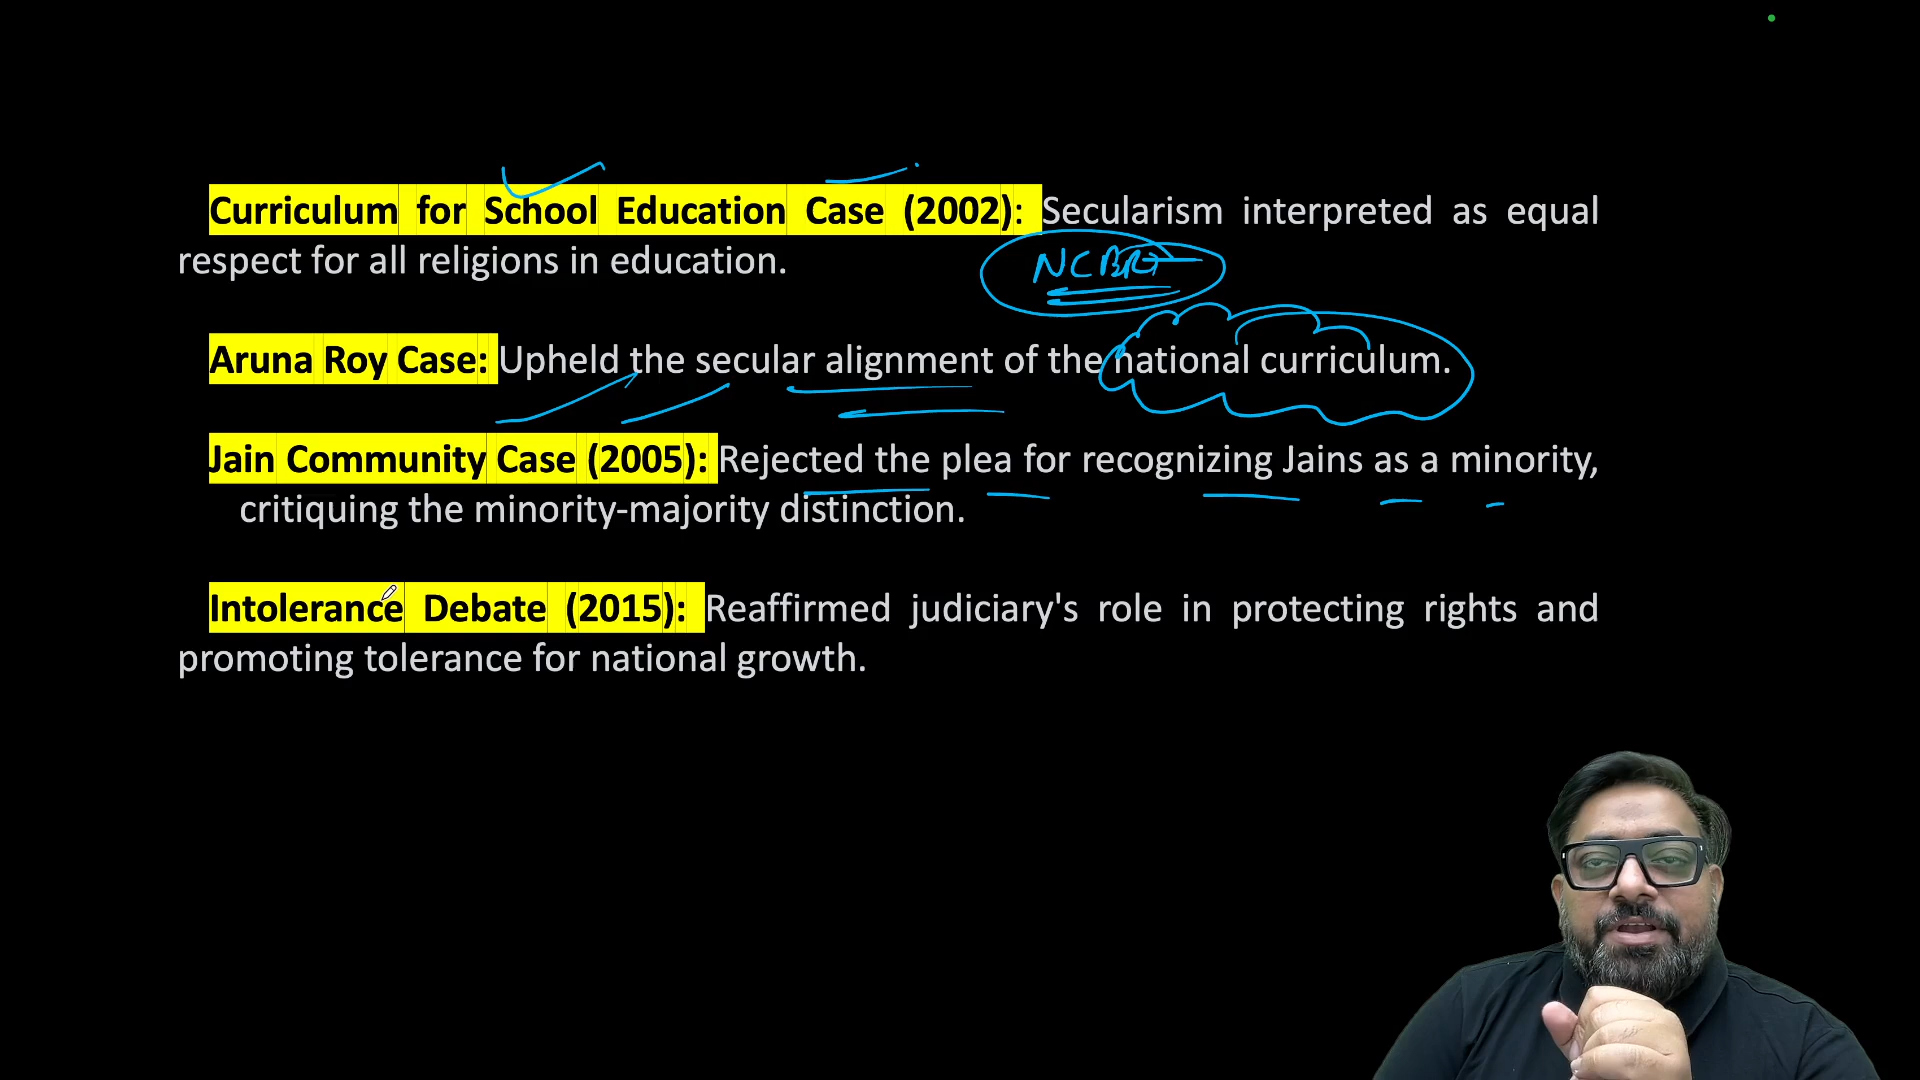 Curriculum for School Education Case (2002): Secularism interpreted as equal
respect for all religions in education.
NCERT
Aruna Roy Case: Upheld the secular alignment of the national curriculum.
Jain Community Case (2005): Rejected the plea for recognizing Jains as a minority,
critiquing the minority-majority distinction.
Intolerance Debate (2015): Reaffirmed judiciary's role in protecting rights and
promoting tolerance for national growth.